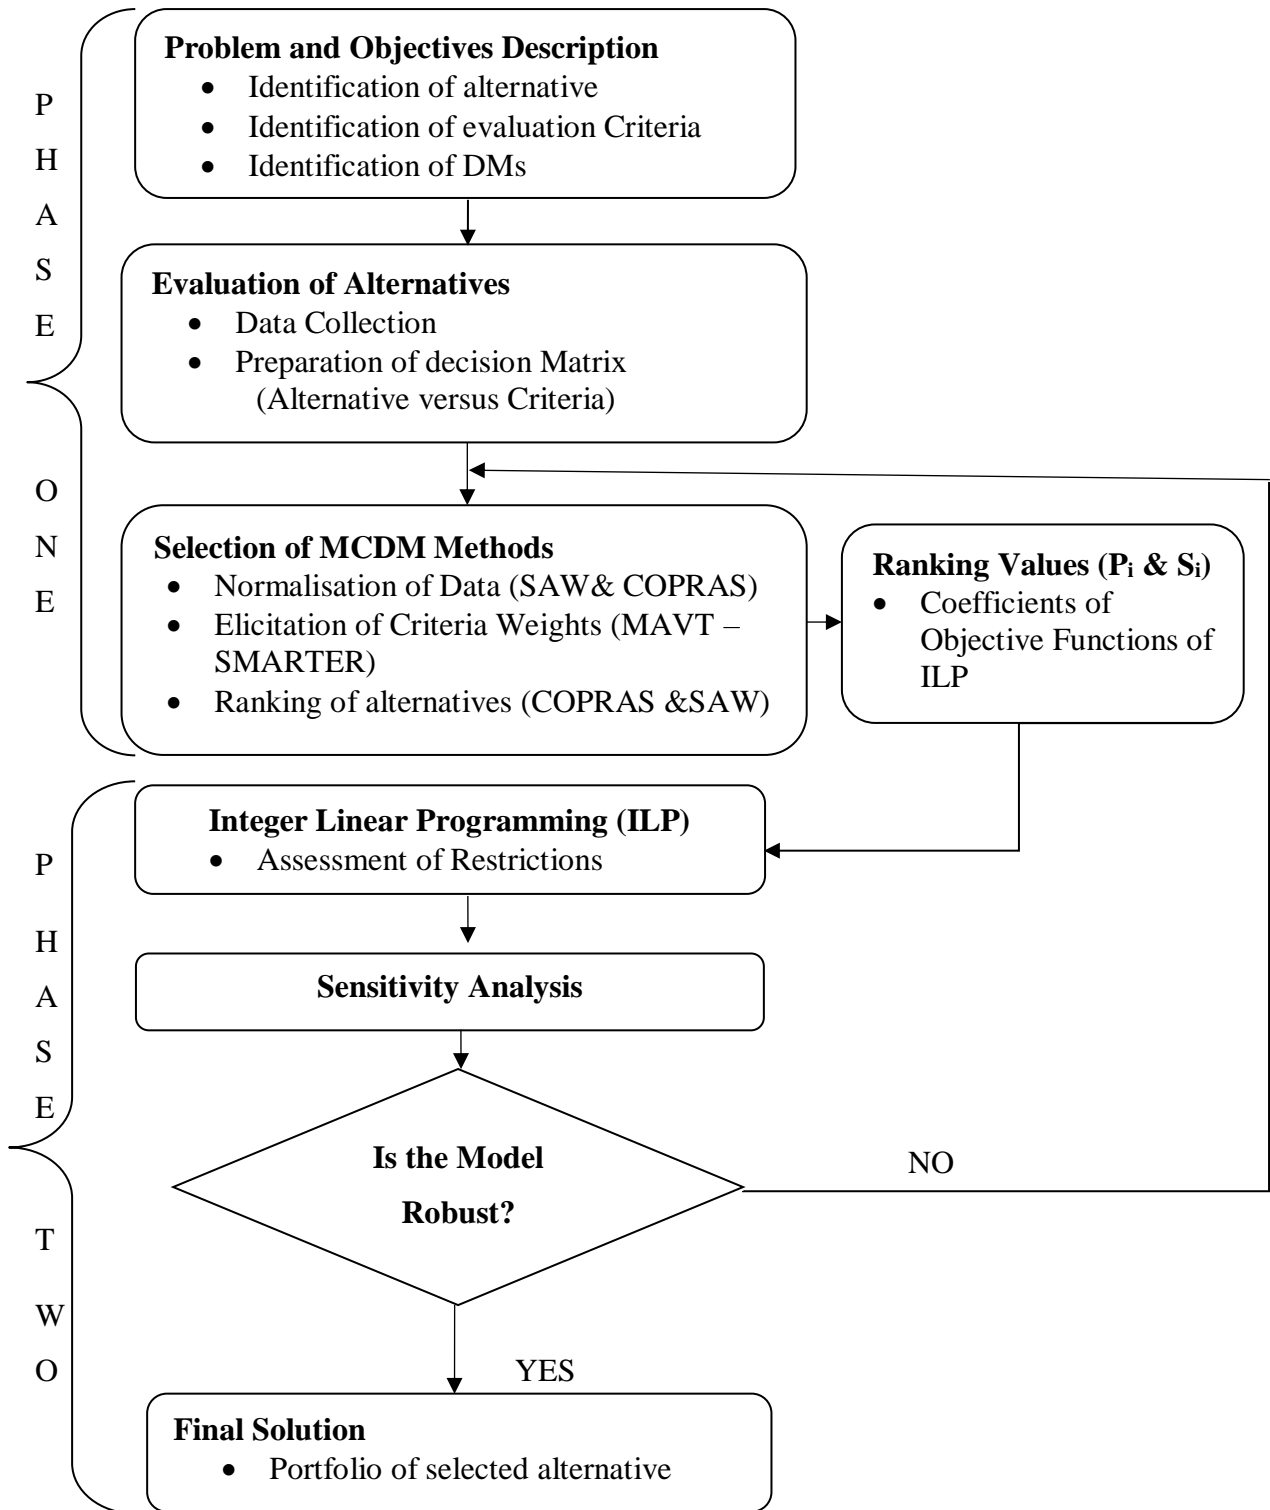 P
H
A
S
E
O
N
E
Problem and Objectives Description
• Identification of alternative
• Identification of evaluation Criteria
• Identification of DMs
Evaluation of Alternatives
• Data Collection
• Preparation of decision Matrix
(Alternative versus Criteria)
Selection of MCDM Methods
• Normalisation of Data (SAW& COPRAS)
• Elicitation of Criteria Weights (MAVT –
SMARTER)
• Ranking of alternatives (COPRAS &SAW)
Ranking Values (Pᵢ & Sᵢ)
• Coefficients of
Objective Functions of
ILP
P
H
A
S
E
T
W
O
Integer Linear Programming (ILP)
• Assessment of Restrictions
Sensitivity Analysis
Is the Model
Robust?
NO
YES
Final Solution
• Portfolio of selected alternative